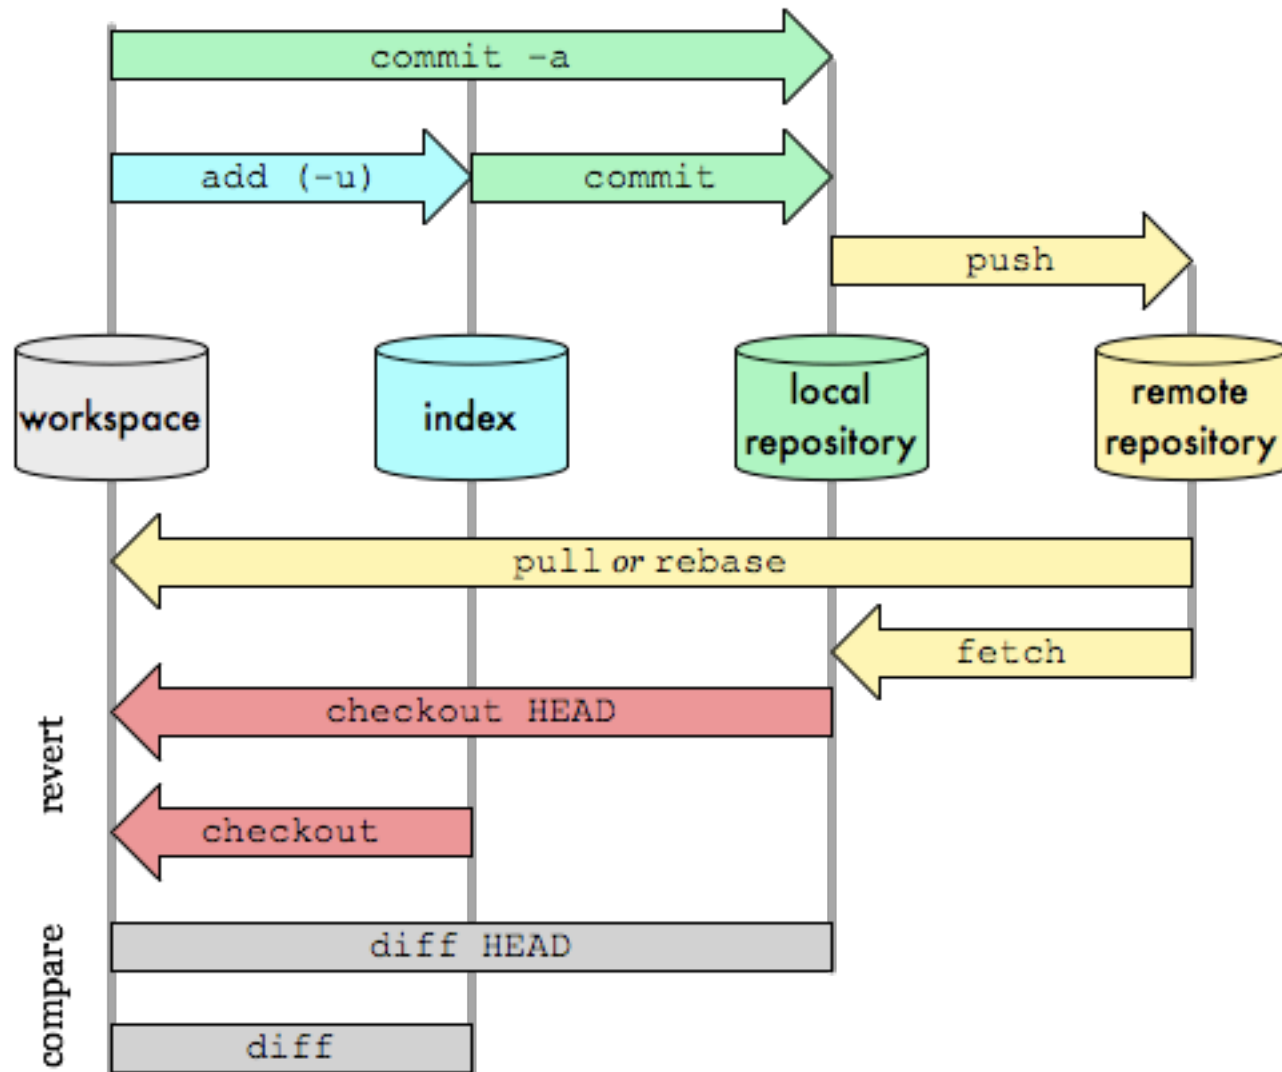 commit -a
add (-u)
commit
push
workspace
index
local
repository
remote
repository
pull or rebase
fetch
revert
checkout HEAD
checkout
compare
diff HEAD
diff